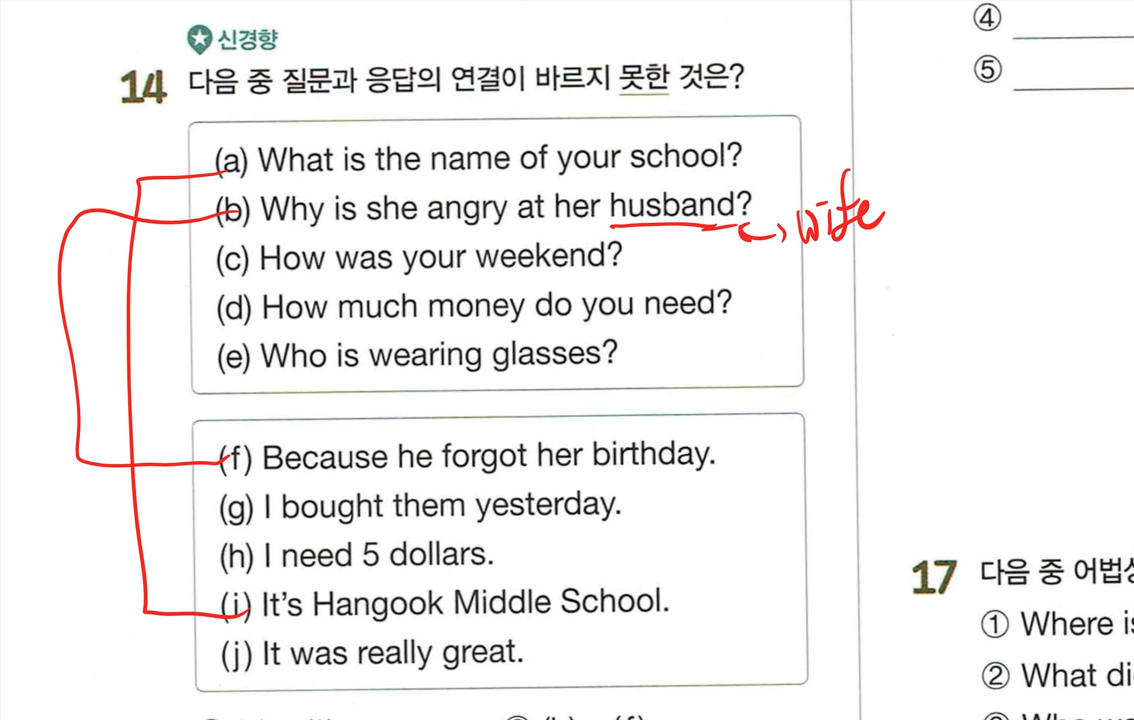 신경향
14 다음 중 질문과 응답의 연결이 바르지 못한 것은?
(a) What is the name of your school?
(b) Why is she angry at her husband?
wife
(c) How was your weekend?
(d) How much money do you need?
(e) Who is wearing glasses?
(f) Because he forgot her birthday.
(g) I bought them yesterday.
(h) I need 5 dollars.
(i) It's Hangook Middle School.
(j) It was really great.
④
⑤
17 다음 중 어법
① Where is
② What di